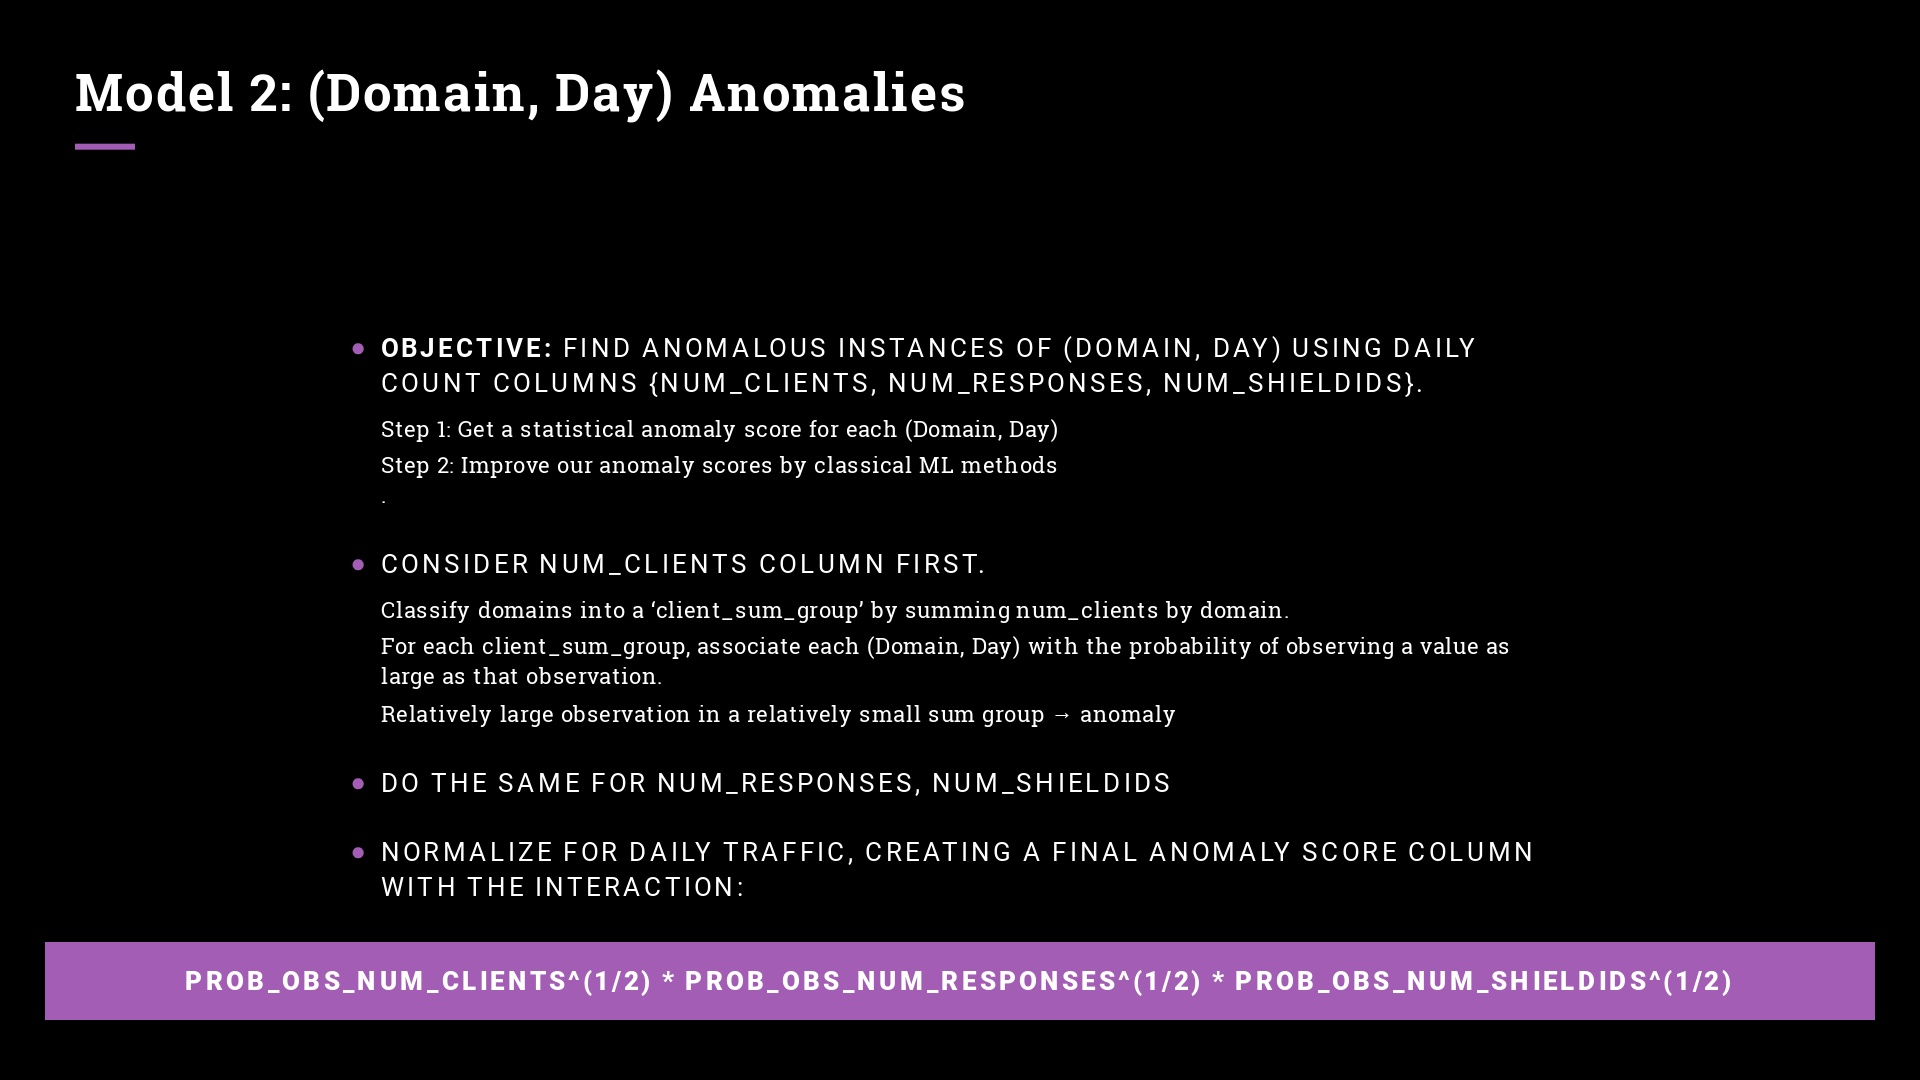 Model 2: (Domain, Day) Anomalies
• OBJECTIVE: FIND ANOMALOUS INSTANCES OF (DOMAIN, DAY) USING DAILY
COUNT COLUMNS {NUM_CLIENTS, NUM_RESPONSES, NUM_SHIELDIDS}.
Step 1: Get a statistical anomaly score for each (Domain, Day)
Step 2: Improve our anomaly scores by classical ML methods
.
• CONSIDER NUM_CLIENTS COLUMN FIRST.
Classify domains into a ‘client_sum_group’ by summing num_clients by domain.
For each client_sum_group, associate each (Domain, Day) with the probability of observing a value as
large as that observation.
Relatively large observation in a relatively small sum group → anomaly
• DO THE SAME FOR NUM_RESPONSES, NUM_SHIELDIDS
• NORMALIZE FOR DAILY TRAFFIC, CREATING A FINAL ANOMALY SCORE COLUMN
WITH THE INTERACTION:
PROB_OBS_NUM_CLIENTS^(1/2) * PROB_OBS_NUM_RESPONSES^(1/2) * PROB_OBS_NUM_SHIELDIDS^(1/2)